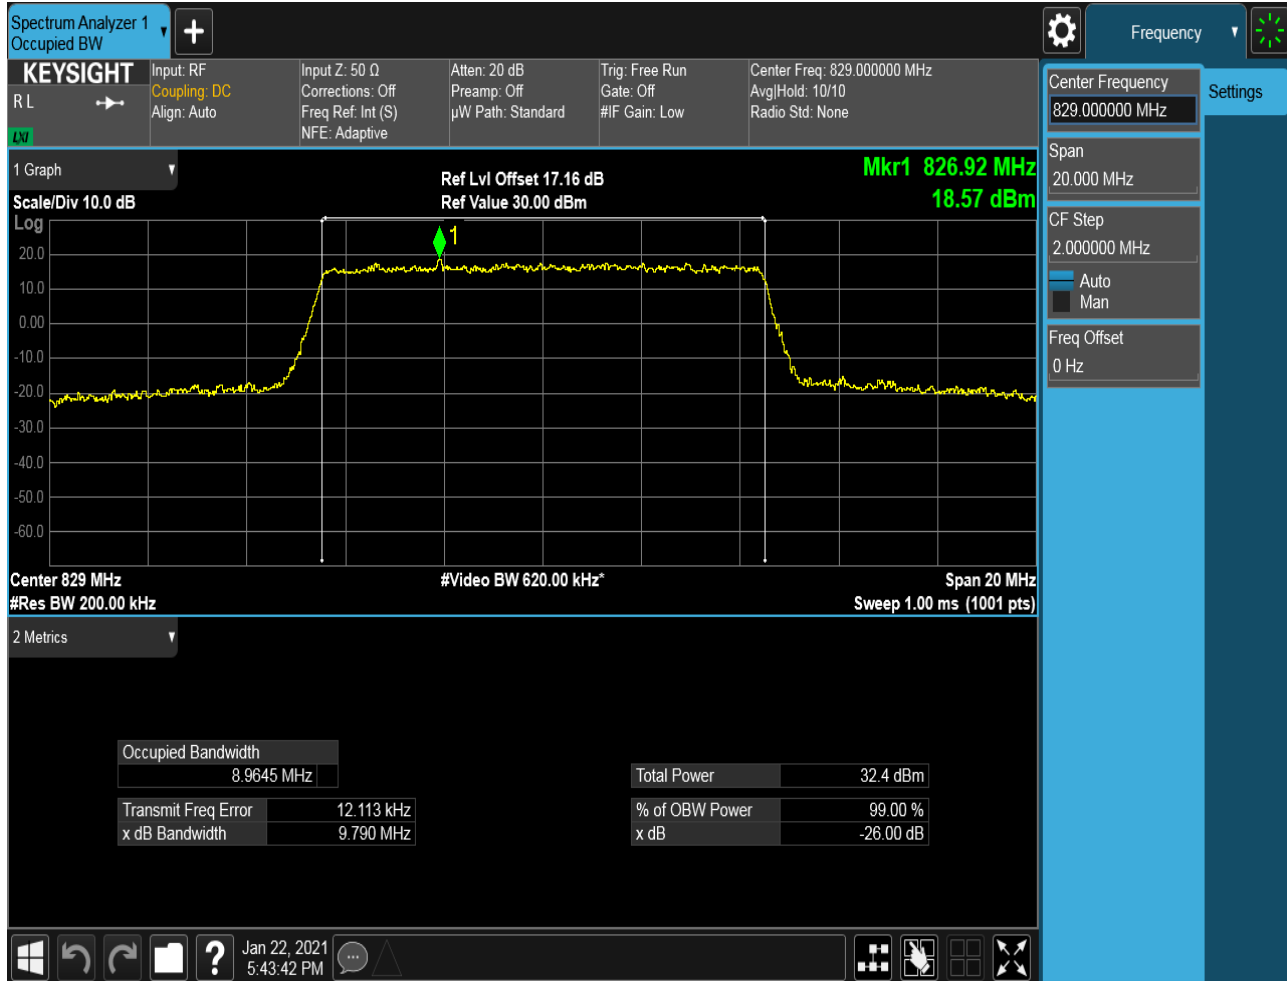 Spectrum Analyzer 1
Occupied BW
Frequency
KEYSIGHT
R L
LXI
Input: RF
Coupling: DC
Align: Auto
Input Z: 50 Ω
Corrections: Off
Freq Ref: Int (S)
NFE: Adaptive
Atten: 20 dB
Preamp: Off
µW Path: Standard
Trig: Free Run
Gate: Off
#IF Gain: Low
Center Freq: 829.000000 MHz
Avg|Hold: 10/10
Radio Std: None
Center Frequency
829.000000 MHz
Settings
Span
20.000 MHz
CF Step
2.000000 MHz
Auto
Man
Freq Offset
0 Hz
1 Graph
Scale/Div 10.0 dB
Ref Lvl Offset 17.16 dB
Ref Value 30.00 dBm
Mkr1 826.92 MHz
18.57 dBm
Log
1
20.0
10.0
0.00
-10.0
-20.0
-30.0
-40.0
-50.0
-60.0
Center 829 MHz
#Video BW 620.00 kHz*
Span 20 MHz
#Res BW 200.00 kHz
Sweep 1.00 ms (1001 pts)
2 Metrics
Occupied Bandwidth
8.9645 MHz
Total Power 32.4 dBm
Transmit Freq Error 12.113 kHz
% of OBW Power 99.00 %
x dB Bandwidth 9.790 MHz
x dB -26.00 dB
?
Jan 22, 2021
5:43:42 PM